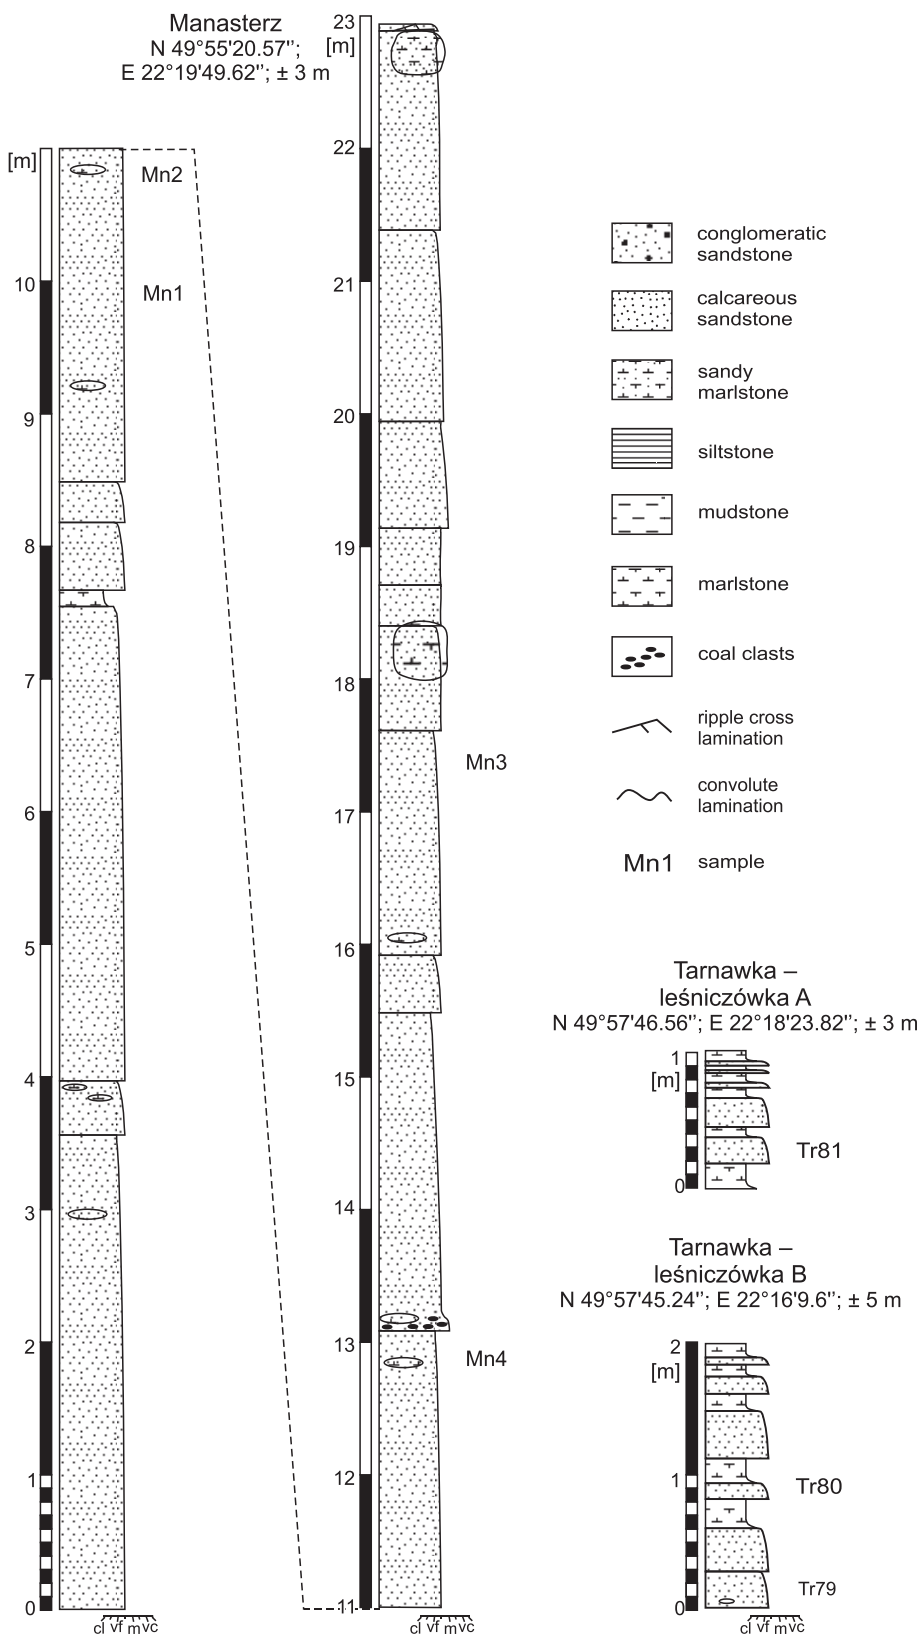 Manasterz
N 49°55'20.57";
E 22°19'49.62"; ± 3 m
[m]
10
9
8
7
6
5
4
3
2
1
0
Mn2
Mn1
cl vf m vc
23
[m]
22
21
20
19
18
17
16
15
14
13
12
11
Mn3
Mn4
cl vf m vc
conglomeratic
sandstone
calcareous
sandstone
sandy
marlstone
siltstone
mudstone
marlstone
coal clasts
ripple cross
lamination
convolute
lamination
Mn1 sample
Tarnawka –
leśniczówka A
N 49°57'46.56"; E 22°18'23.82"; ± 3 m
1
[m]
0
Tr81
Tarnawka –
leśniczówka B
N 49°57'45.24"; E 22°16'9.6"; ± 5 m
2
[m]
1
0
Tr80
Tr79
cl vf m vc